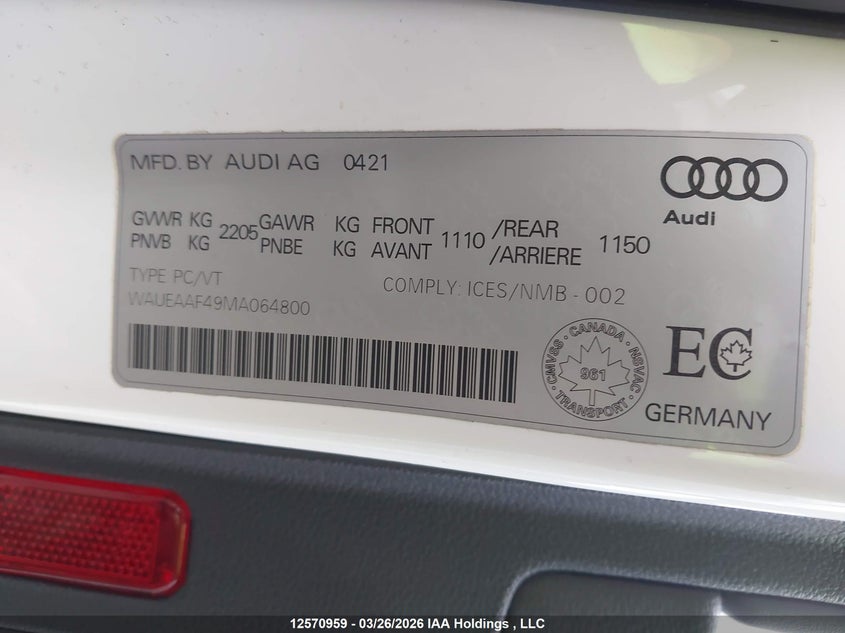 MFD. BY AUDI AG 0421
Audi
GVWR KG 2205 GAWR KG FRONT 1110 /REAR 1150
PNVB KG PNBE KG AVANT /ARRIERE
TYPE PC/VT
COMPLY: ICES/NMB - 002
WAUEAAF49MA064800
CANADA · NSVAC · TRANSPORT · CMVSS ·
961
EC
GERMANY
12570959 - 03/26/2026 IAA Holdings , LLC